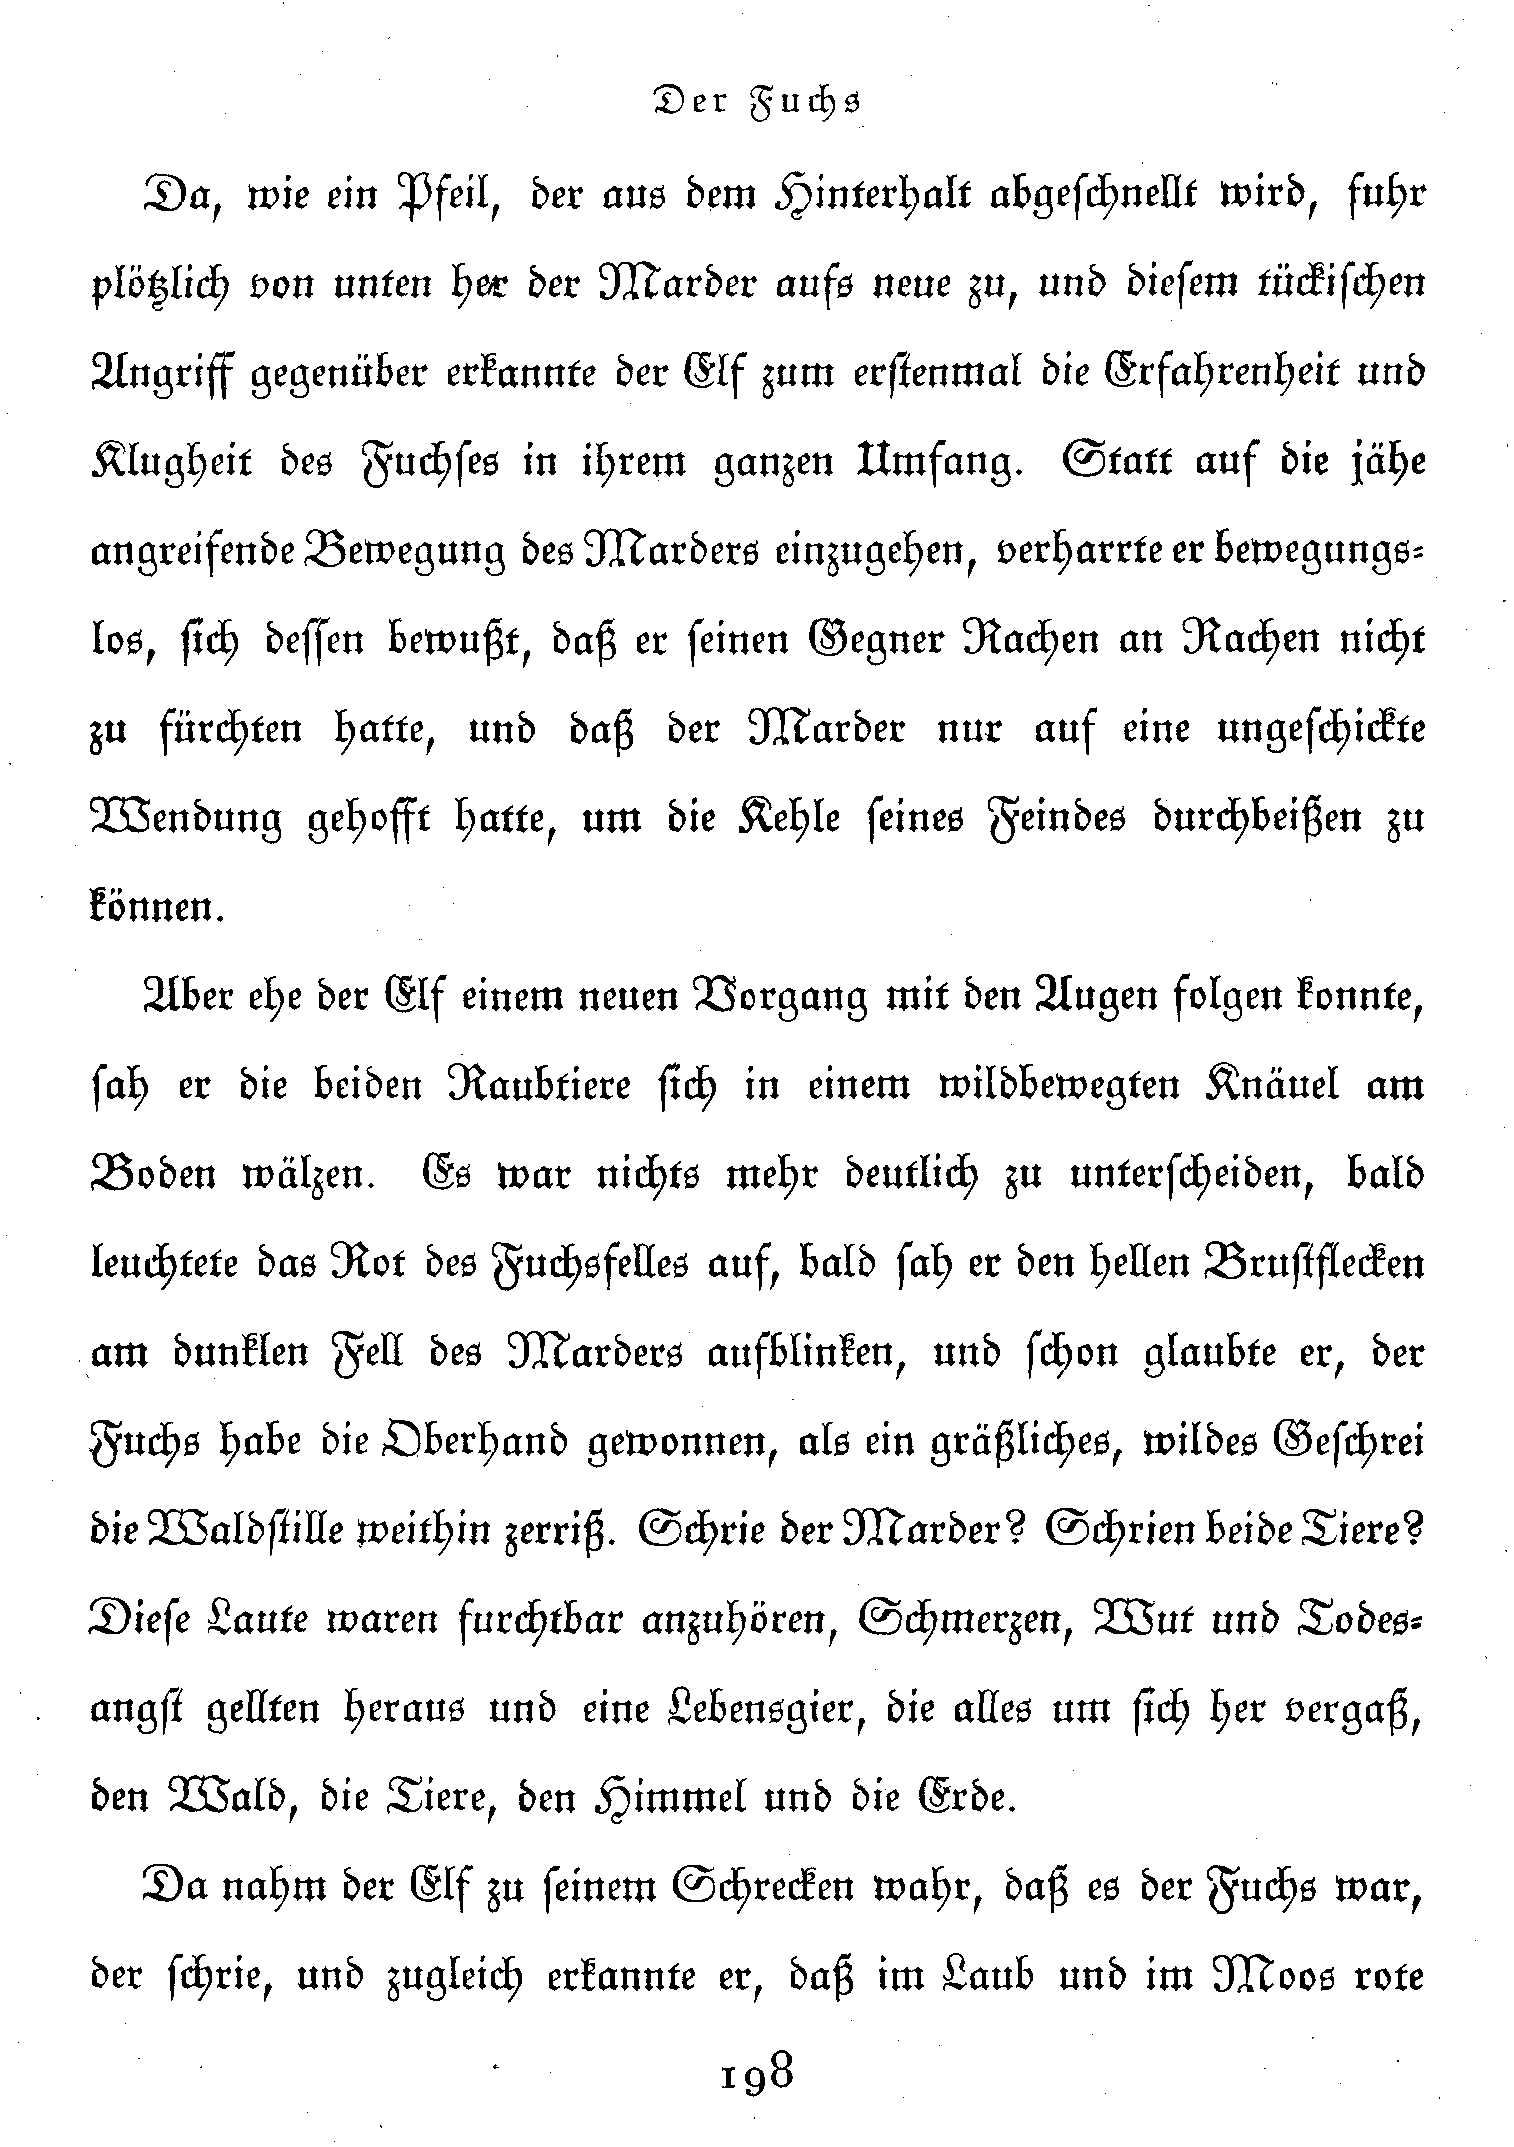 Der Fuchs
Da, wie ein Pfeil, der aus dem Hinterhalt abgeschnellt wird, fuhr
plötzlich von unten her der Marder aufs neue zu, und diesem tückischen
Angriff gegenüber erkannte der Elf zum erstenmal die Erfahrenheit und
Klugheit des Fuchses in ihrem ganzen Umfang. Statt auf die jähe
angreifende Bewegung des Marders einzugehen, verharrte er bewegungs-
los, sich dessen bewußt, daß er seinen Gegner Rachen an Rachen nicht
zu fürchten hatte, und daß der Marder nur auf eine ungeschickte
Wendung gehofft hatte, um die Kehle seines Feindes durchbeißen zu
können.
Aber ehe der Elf einem neuen Vorgang mit den Augen folgen konnte,
sah er die beiden Raubtiere sich in einem wildbewegten Knäuel am
Boden wälzen. Es war nichts mehr deutlich zu unterscheiden, bald
leuchtete das Rot des Fuchsfelles auf, bald sah er den hellen Brustflecken
am dunklen Fell des Marders aufblinken, und schon glaubte er, der
Fuchs habe die Oberhand gewonnen, als ein gräßliches, wildes Geschrei
die Waldstille weithin zerriß. Schrie der Marder? Schrien beide Tiere?
Diese Laute waren furchtbar anzuhören, Schmerzen, Wut und Todes-
angst gellten heraus und eine Lebensgier, die alles um sich her vergaß,
den Wald, die Tiere, den Himmel und die Erde.
Da nahm der Elf zu seinem Schrecken wahr, daß es der Fuchs war,
der schrie, und zugleich erkannte er, daß im Laub und im Moos rote
198